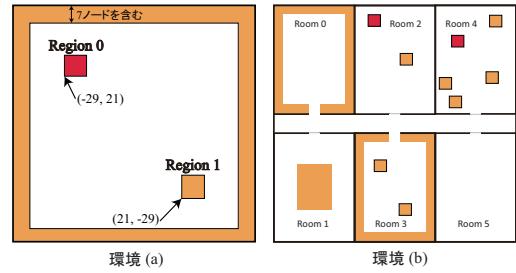 7ノードを含む
Region 0
(-29, 21)
Region 1
(21, -29)
環境 (a)
Room 0
Room 2
Room 4
Room 1
Room 3
Room 5
環境 (b)